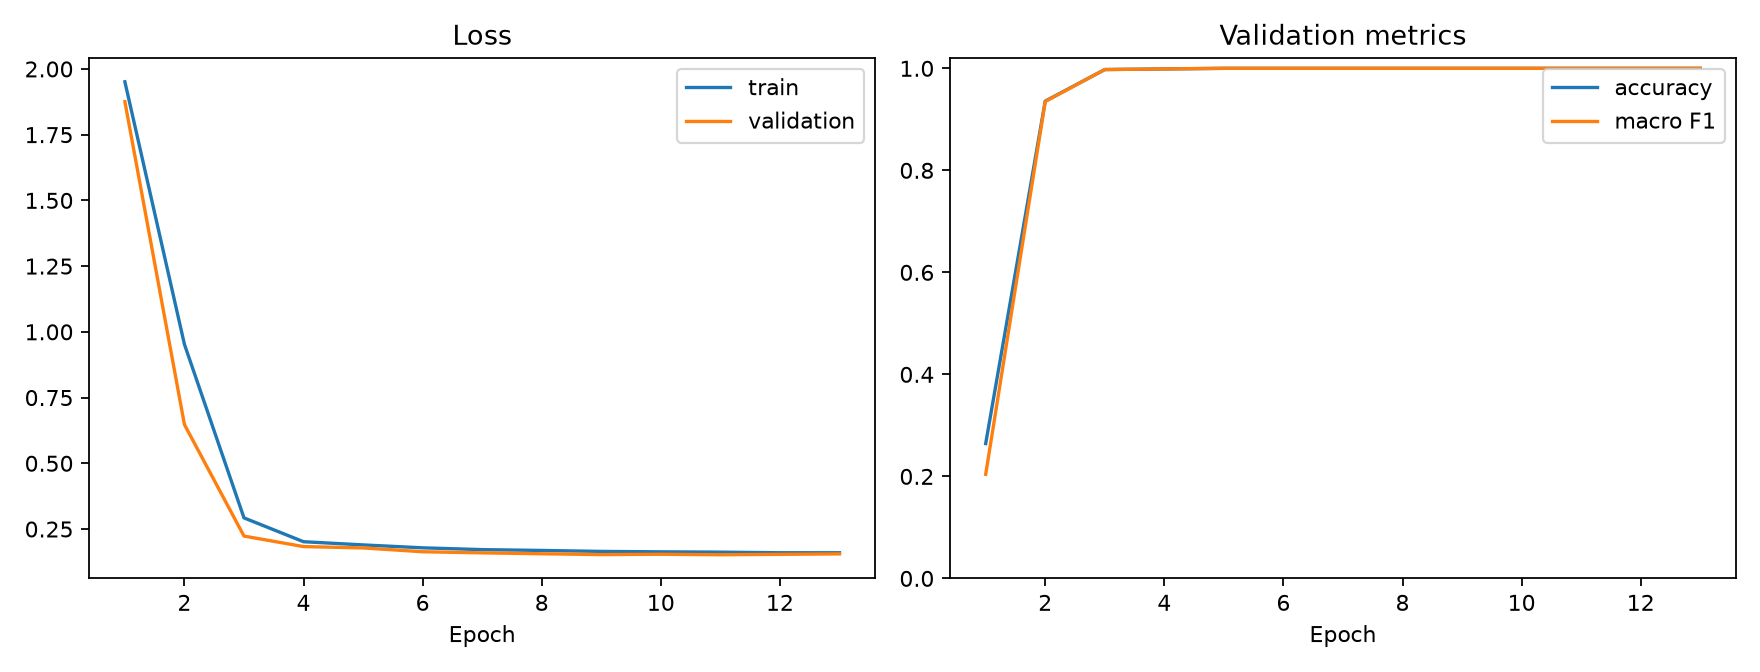 Loss
2.00
1.75
1.50
1.25
1.00
0.75
0.50
0.25
2 4 6 8 10 12
Epoch
train
validation
Validation metrics
1.0
0.8
0.6
0.4
0.2
0.0
2 4 6 8 10 12
Epoch
accuracy
macro F1